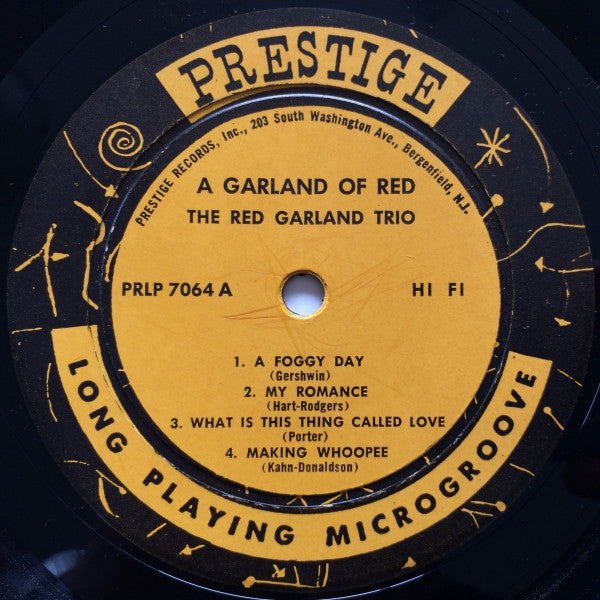 PRESTIGE
PRESTIGE RECORDS, Inc., 203 South Washington Ave., Bergenfield, N.J.
A GARLAND OF RED
THE RED GARLAND TRIO
PRLP 7064 A HI FI
1. A FOGGY DAY
(Gershwin)
2. MY ROMANCE
(Hart-Rodgers)
3. WHAT IS THIS THING CALLED LOVE
(Porter)
4. MAKING WHOOPEE
(Kahn-Donaldson)
LONG PLAYING MICROGROOVE